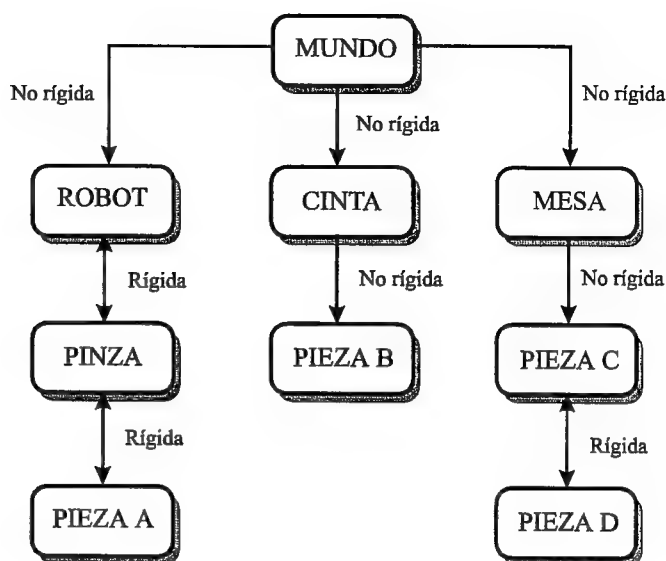 MUNDO
No rígida
No rígida
No rígida
ROBOT
CINTA
MESA
Rígida
No rígida
No rígida
PINZA
PIEZA B
PIEZA C
Rígida
Rígida
PIEZA A
PIEZA D